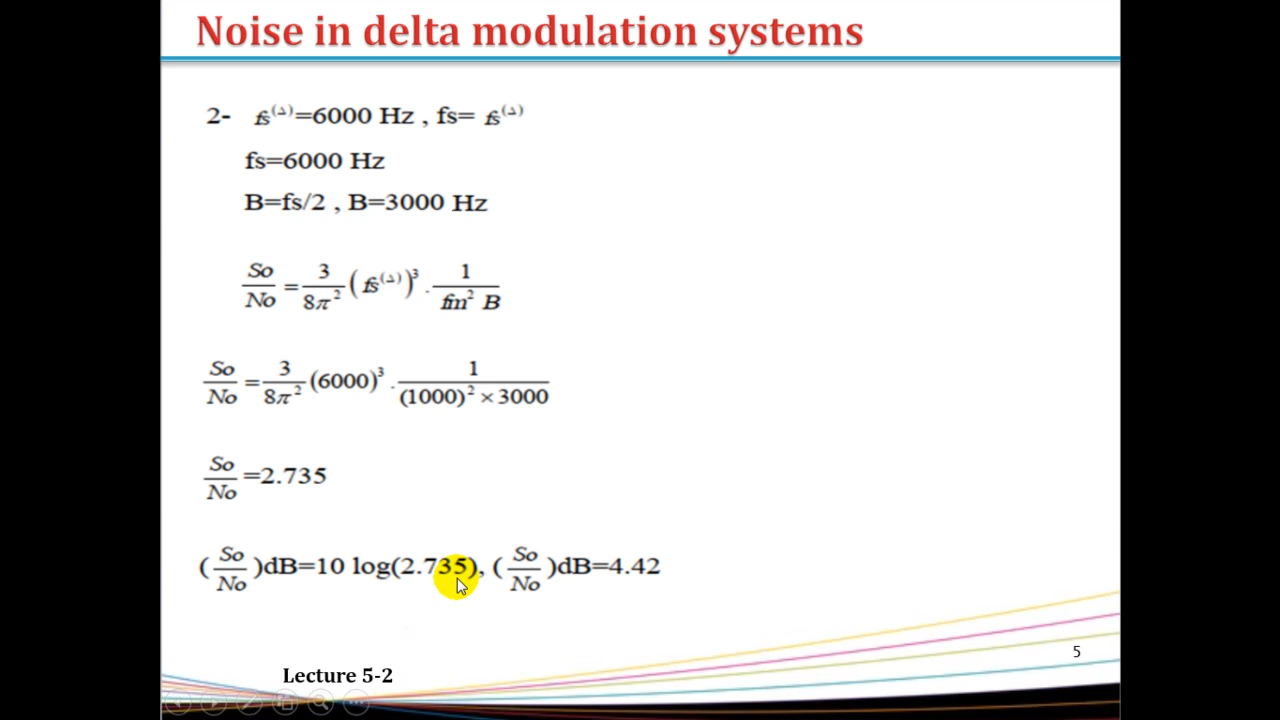 Noise in delta modulation systems
2- fs^(Δ)=6000 Hz , fs= fs^(Δ)
fs=6000 Hz
B=fs/2 , B=3000 Hz
So/No = 3/8π² (fs^(Δ))³ . 1/fm² B
So/No = 3/8π² (6000)³ . 1/(1000)² × 3000
So/No =2.735
(So/No)dB=10 log(2.735), (So/No)dB=4.42
5
Lecture 5-2